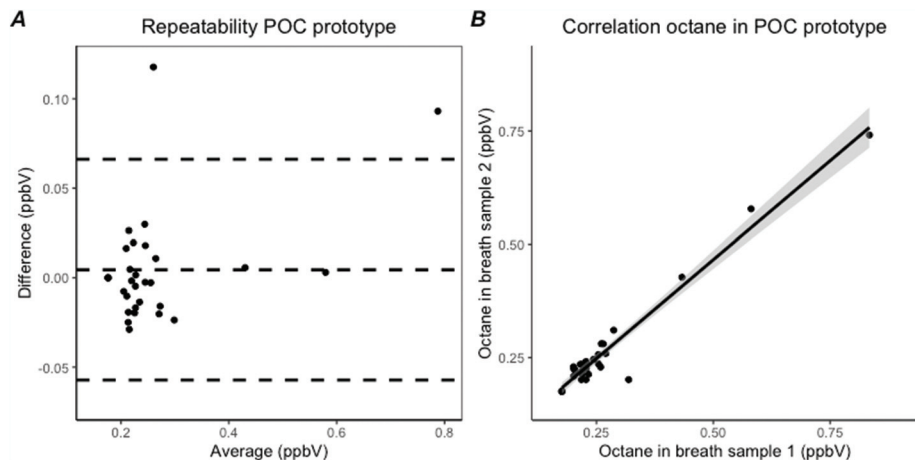 A
Repeatability POC prototype
Difference (ppbV)
0.10
0.05
0.00
-0.05
0.2
0.4
0.6
0.8
Average (ppbV)
B
Correlation octane in POC prototype
Octane in breath sample 2 (ppbV)
0.75
0.50
0.25
0.25
0.50
0.75
Octane in breath sample 1 (ppbV)